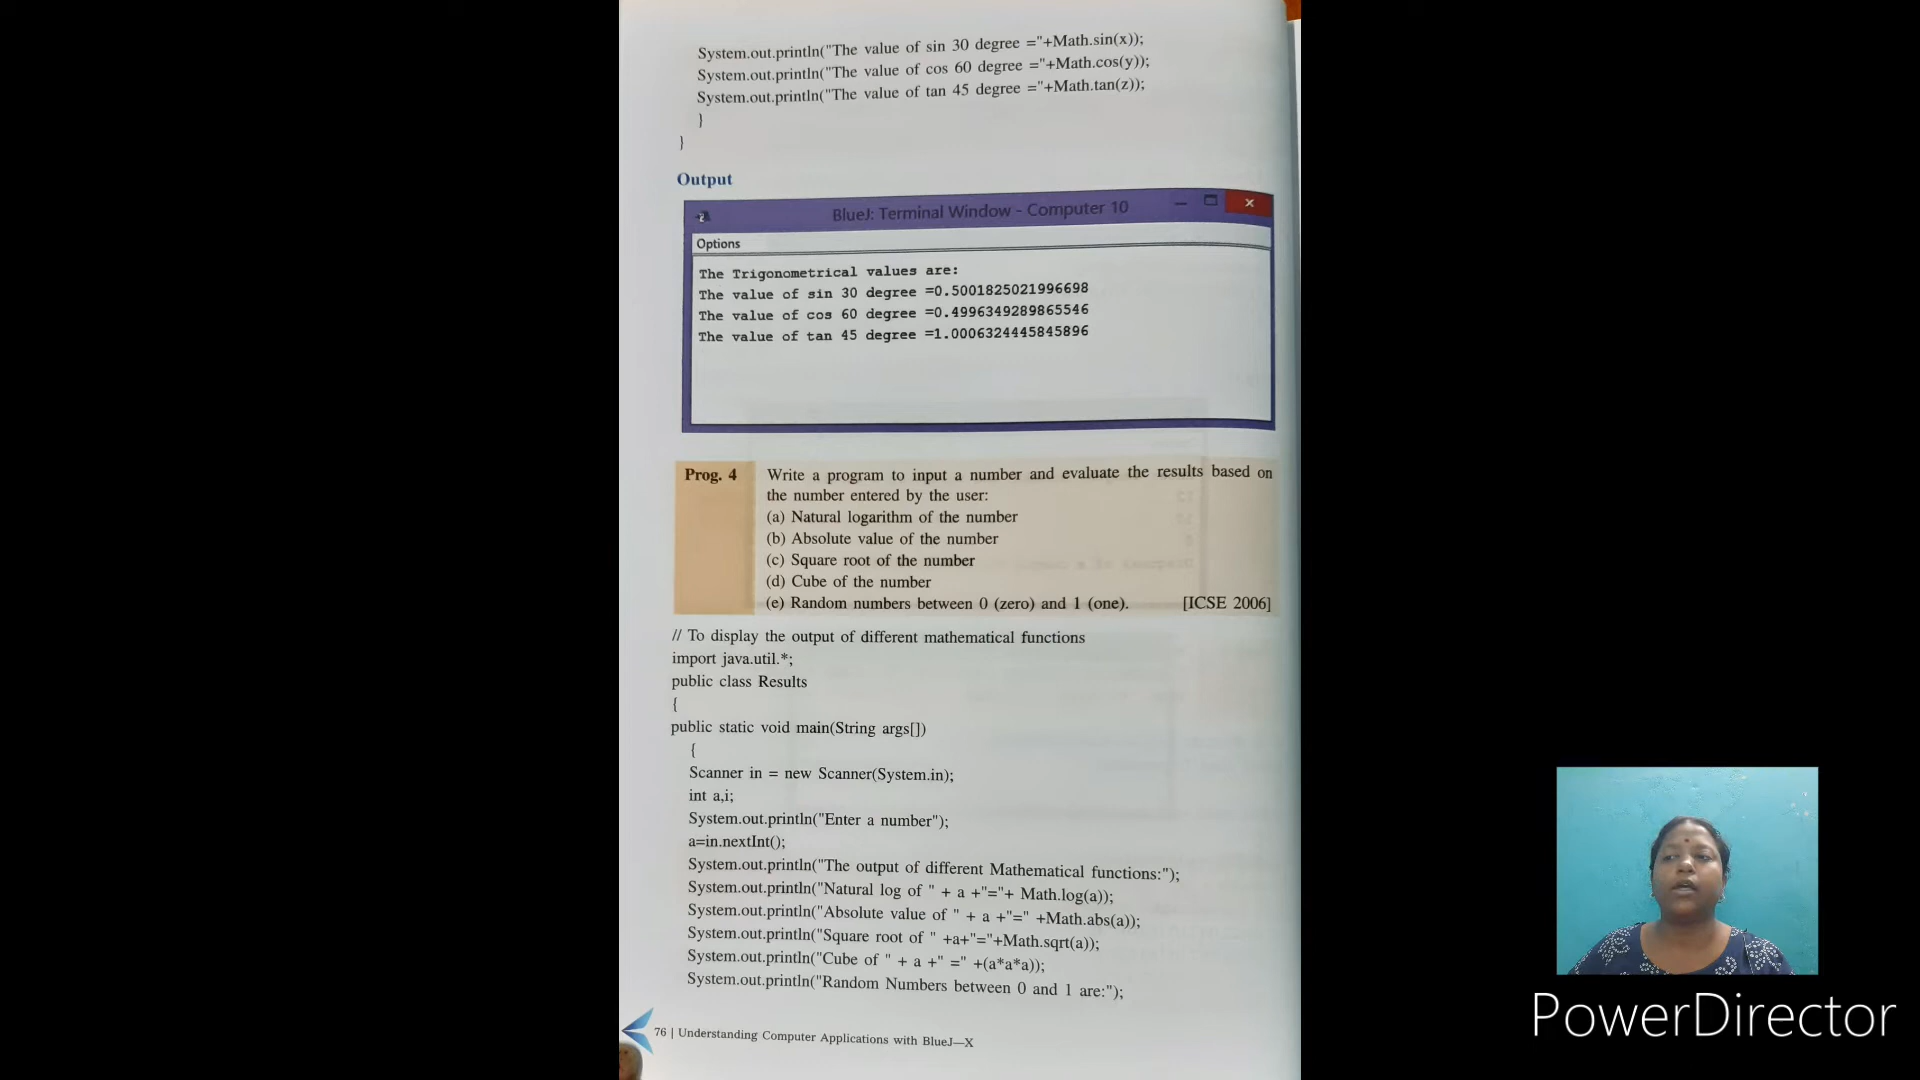 System.out.println("The value of sin 30 degree ="+Math.sin(x));
System.out.println("The value of cos 60 degree ="+Math.cos(y));
System.out.println("The value of tan 45 degree ="+Math.tan(z));
}
}
Output
BlueJ: Terminal Window - Computer 10
Options
The Trigonometrical values are:
The value of sin 30 degree =0.5001825021996698
The value of cos 60 degree =0.4996349289865546
The value of tan 45 degree =1.0006324445845896
Prog. 4 Write a program to input a number and evaluate the results based on
the number entered by the user:
(a) Natural logarithm of the number
(b) Absolute value of the number
(c) Square root of the number
(d) Cube of the number
(e) Random numbers between 0 (zero) and 1 (one). [ICSE 2006]
// To display the output of different mathematical functions
import java.util.*;
public class Results
{
public static void main(String args[])
{
Scanner in = new Scanner(System.in);
int a,i;
System.out.println("Enter a number");
a=in.nextInt();
System.out.println("The output of different Mathematical functions:");
System.out.println("Natural log of " + a +"="+ Math.log(a));
System.out.println("Absolute value of " + a +"=" +Math.abs(a));
System.out.println("Square root of " +a+"="+Math.sqrt(a));
System.out.println("Cube of " + a +" =" +(a*a*a));
System.out.println("Random Numbers between 0 and 1 are:");
76 | Understanding Computer Applications with BlueJ—X
PowerDirector